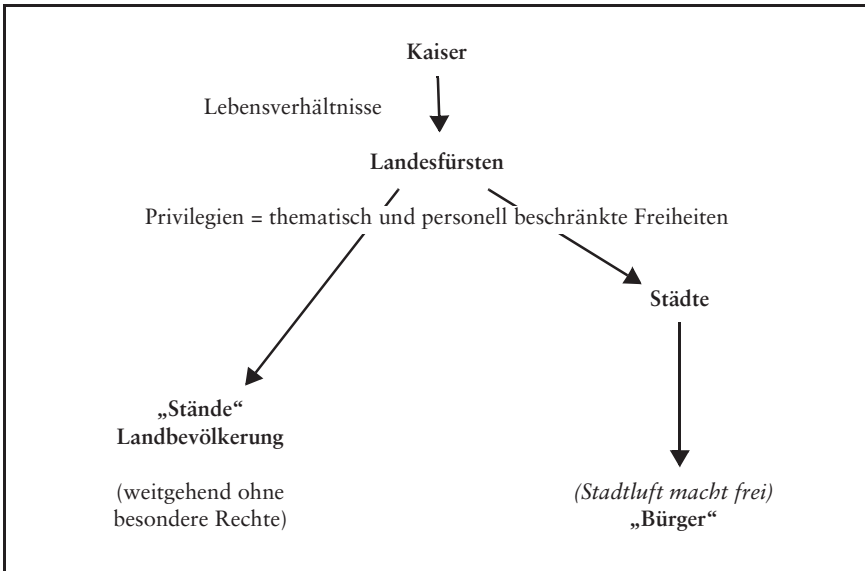 Kaiser
Lebensverhältnisse
Landesfürsten
Privilegien = thematisch und personell beschränkte Freiheiten
Städte
„Stände“
Landbevölkerung
(weitgehend ohne
besondere Rechte)
(Stadtluft macht frei)
„Bürger“